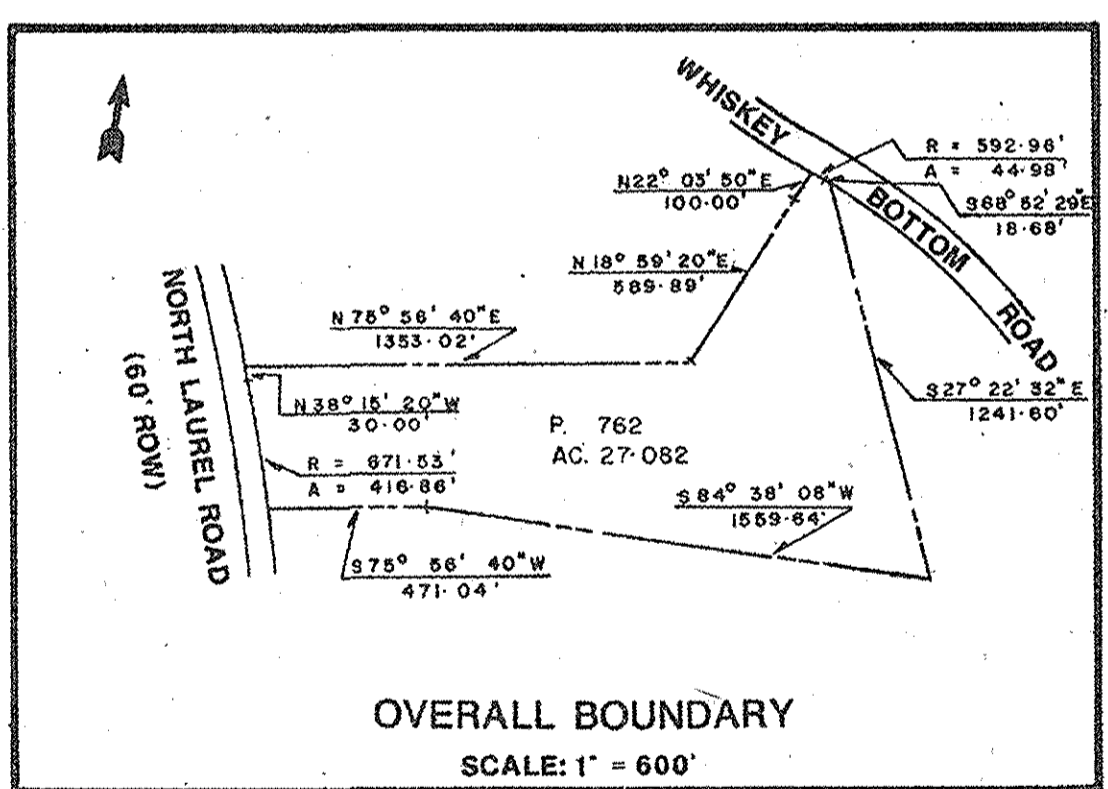 WHISKEY BOTTOM ROAD
R = 592.96'
A = 44.98'
N22° 03' 50"E
100.00'
S68° 52' 29"E
18.68'
N 18° 59' 20"E
589.89'
NORTH LAUREL ROAD
(60' ROW)
N 75° 56' 40"E
1353.02'
S27° 22' 32"E
1241.60'
N 38° 15' 20"W
30.00'
P. 762
AC. 27.082
R = 671.53'
A = 416.86'
S 84° 38' 08"W
1559.64'
S75° 56' 40"W
471.04'
OVERALL BOUNDARY
SCALE: 1" = 600'